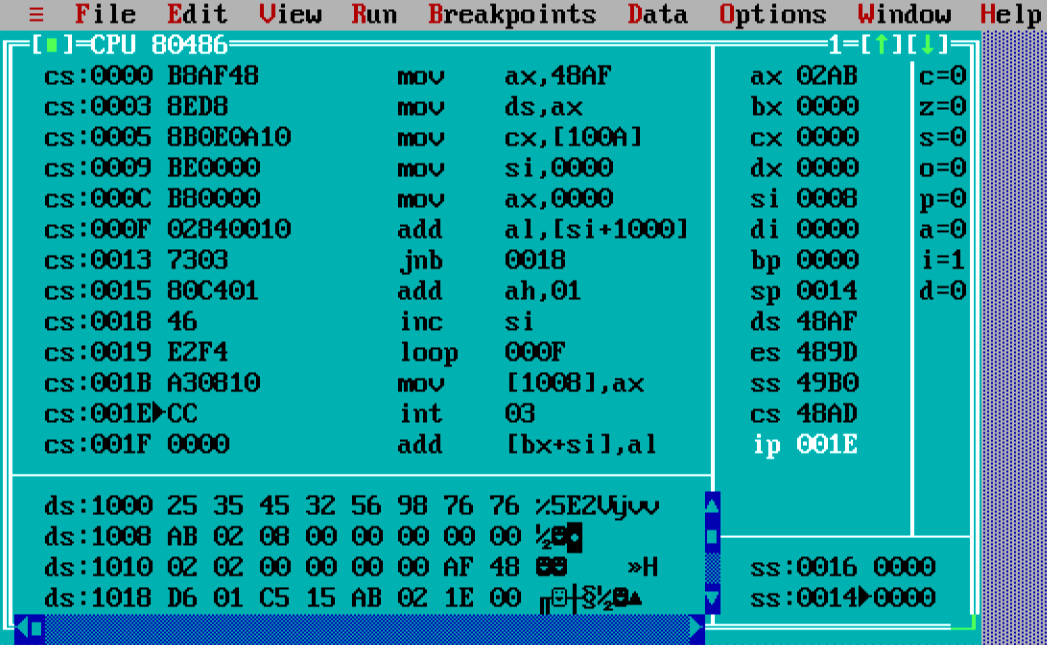 ≡ File Edit View Run Breakpoints Data Options Window Help
[■]=CPU 80486 1=[↑][↓]
cs:0000 B8AF48 mov ax,48AF ax 02AB c=0
cs:0003 8ED8 mov ds,ax bx 0000 z=0
cs:0005 8B0E0A10 mov cx,[100A] cx 0000 s=0
cs:0009 BE0000 mov si,0000 dx 0000 o=0
cs:000C B80000 mov ax,0000 si 0008 p=0
cs:000F 02840010 add al,[si+1000] di 0000 a=0
cs:0013 7303 jnb 0018 bp 0000 i=1
cs:0015 80C401 add ah,01 sp 0014 d=0
cs:0018 46 inc si ds 48AF
cs:0019 E2F4 loop 000F es 489D
cs:001B A30810 mov [1008],ax ss 49B0
cs:001E►CC int 03 cs 48AD
cs:001F 0000 add [bx+si],al ip 001E
ds:1000 25 35 45 32 56 98 76 76 %5E2Vÿvv
ds:1008 AB 02 08 00 00 00 00 00 ½☻◘
ds:1010 02 02 00 00 00 00 AF 48 ☻☻ »H ss:0016 0000
ds:1018 D6 01 C5 15 AB 02 1E 00 ╓☺┼§½☻▲ ss:0014►0000